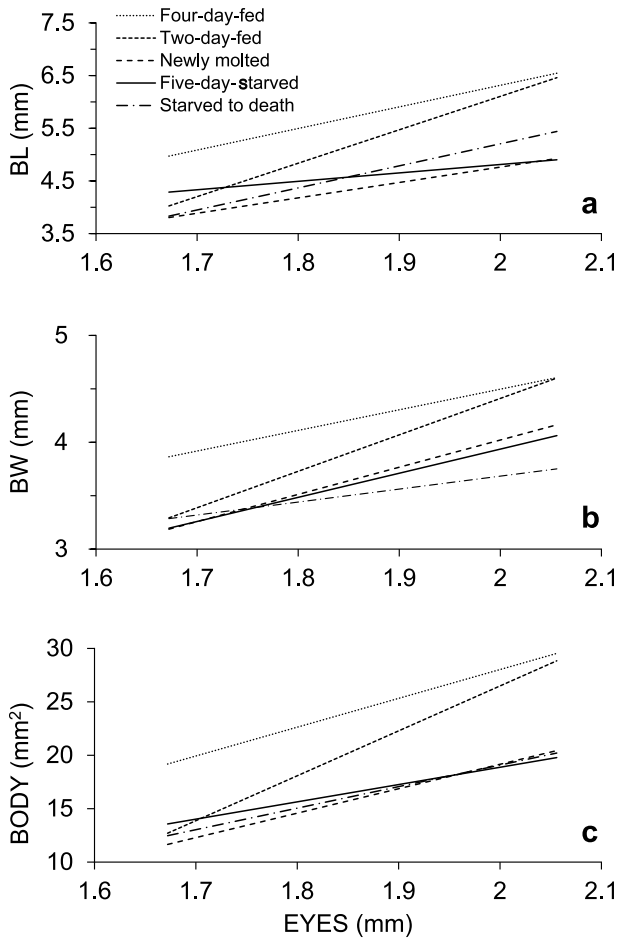 7.5
6.5
5.5
4.5
3.5
BL (mm)
Four-day-fed
Two-day-fed
Newly molted
Five-day-starved
Starved to death
a
1.6 1.7 1.8 1.9 2 2.1
5
4
3
BW (mm)
b
1.6 1.7 1.8 1.9 2 2.1
30
25
20
15
10
BODY (mm²)
c
1.6 1.7 1.8 1.9 2 2.1
EYES (mm)